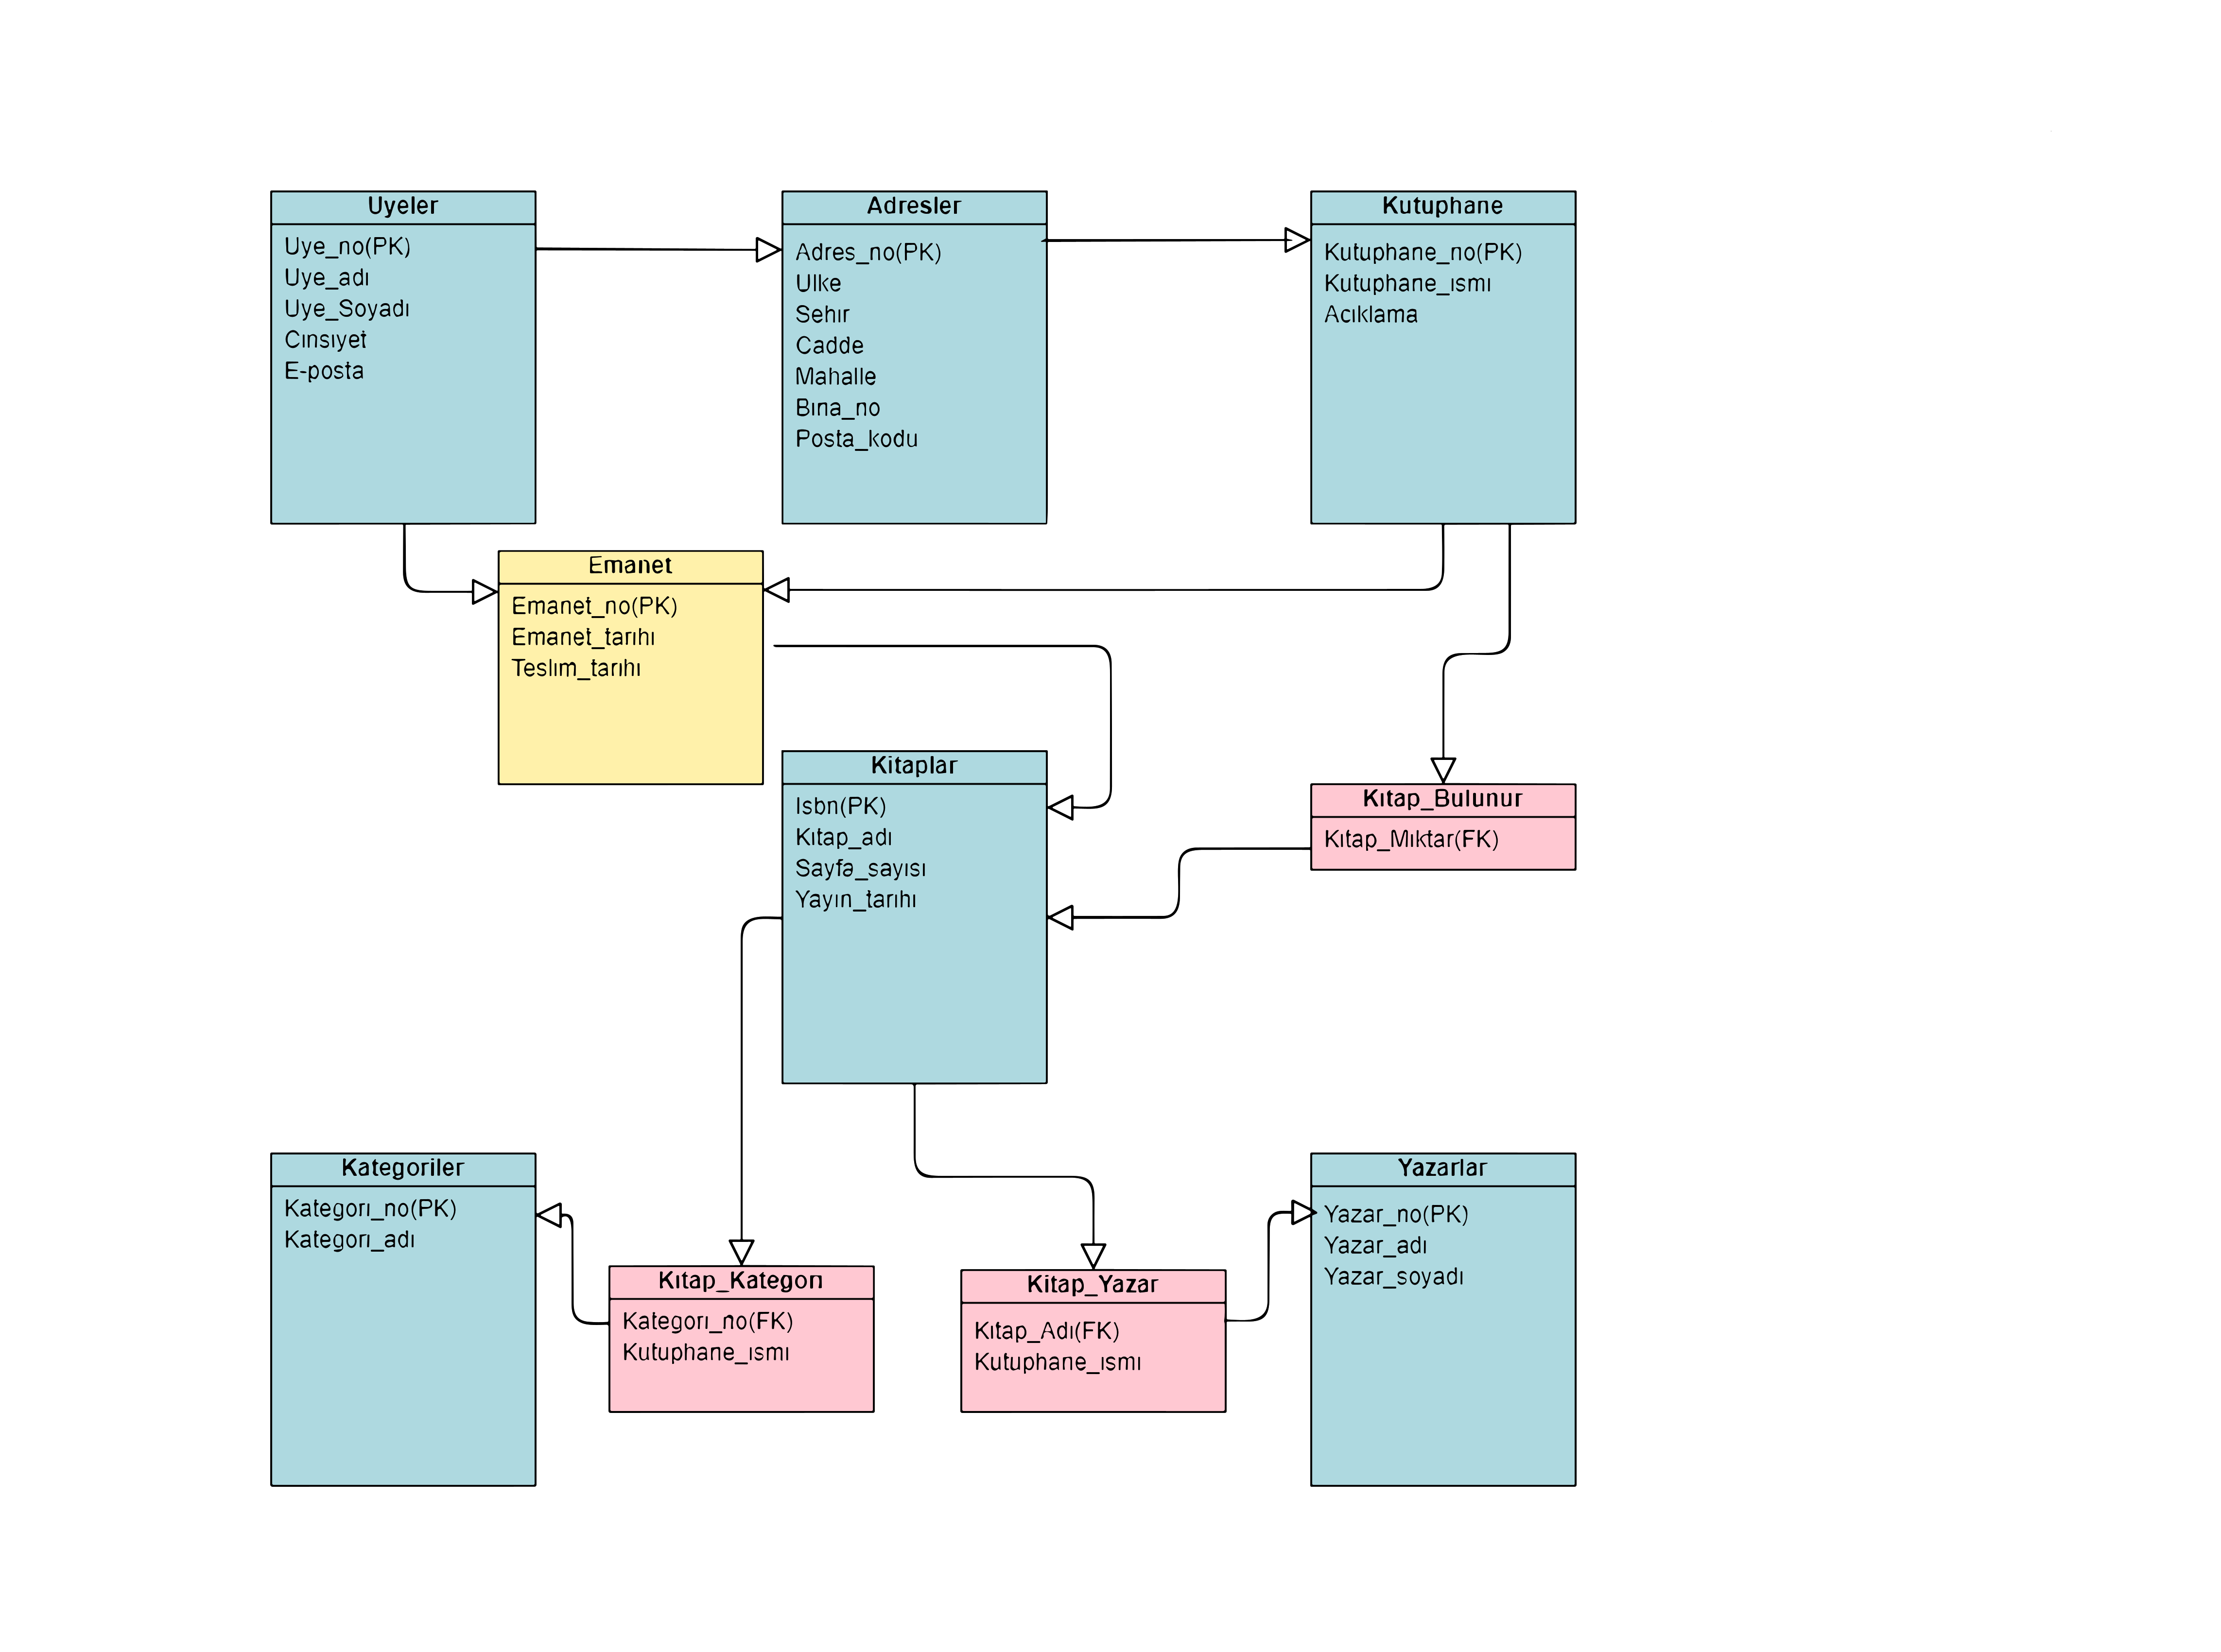 Uyeler
Uye_no(PK)
Uye_adı
Uye_Soyadı
Cınsıyet
E-posta
Adresler
Adres_no(PK)
Ulke
Sehır
Cadde
Mahalle
Bına_no
Posta_kodu
Kutuphane
Kutuphane_no(PK)
Kutuphane_ısmı
Acıklama
Emanet
Emanet_no(PK)
Emanet_tarıhı
Teslım_tarıhı
Kitaplar
Isbn(PK)
Kıtap_adı
Sayfa_sayısı
Yayın_tarıhı
Kıtap_Bulunur
Kıtap_Mıktar(FK)
Kategoriler
Kategorı_no(PK)
Kategorı_adı
Kıtap_Kategorı
Kategorı_no(FK)
Kutuphane_ısmı
Kitap_Yazar
Kıtap_Adı(FK)
Kutuphane_ısmı
Yazarlar
Yazar_no(PK)
Yazar_adı
Yazar_soyadı